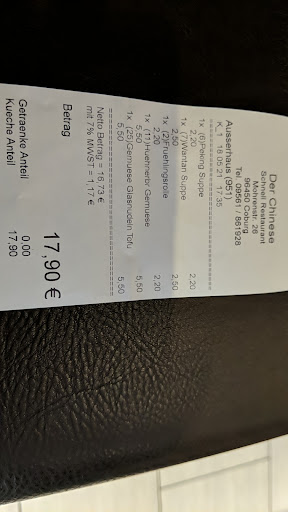 Der Chinese
Schnell Restaurant
Mohrenstr. 26
96450 Coburg
Tel. 09561 / 861928
Ausserhaus (951)
K_1 18.05.21 17:35
1x (6)Peking Suppe
2,20 2,20
1x (7)Wantan Suppe
2,50 2,50
1x (2)Fruehlingsrolle
2,20 2,20
1x (11)Huehnerbr Gemuese
5,50 5,50
1x (25)Gemuese Glasnudeln Tofu
5,50 5,50
Netto Betrag = 16,73 €
mit 7% MWST = 1,17 €
Betrag 17,90 €
Getraenke Anteil 0.00
Kueche Anteil 17.90